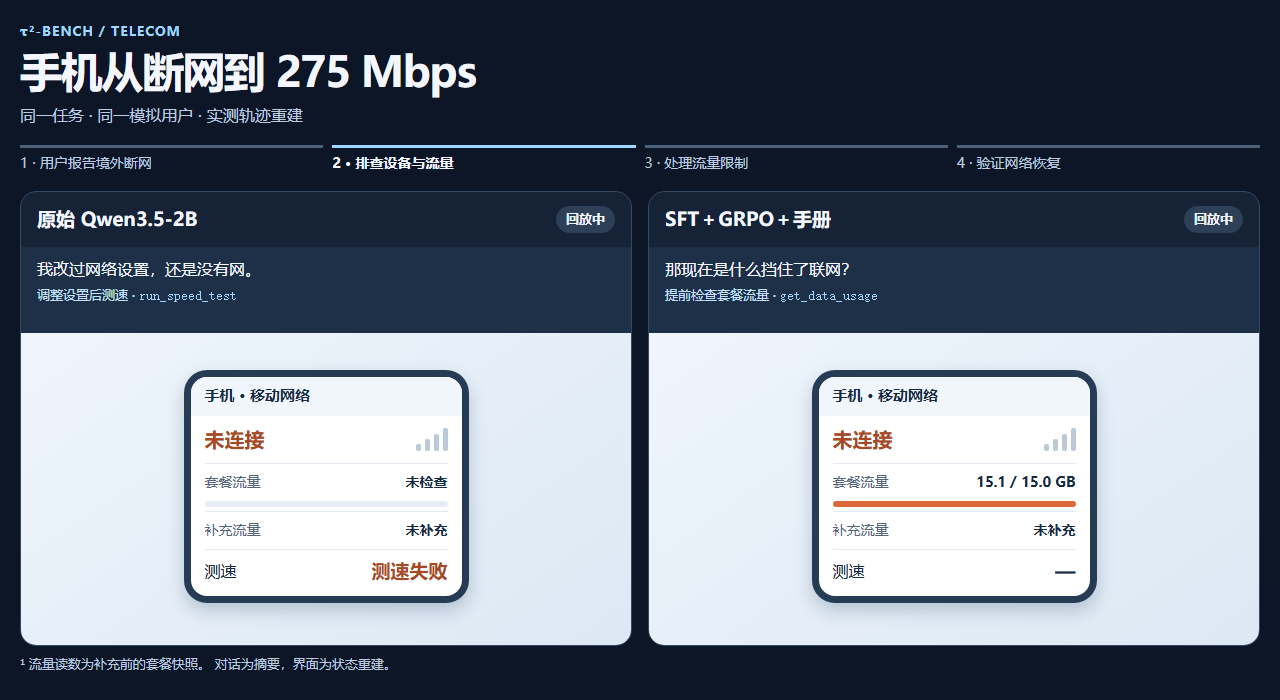 τ²-BENCH / TELECOM
手机从断网到 275 Mbps
同一任务 · 同一模拟用户 · 实测轨迹重建
1 · 用户报告境外断网
2 · 排查设备与流量
3 · 处理流量限制
4 · 验证网络恢复
原始 Qwen3.5-2B
回放中
我改过网络设置，还是没有网。
调整设置后测速 · run_speed_test
手机 · 移动网络
未连接
套餐流量 未检查
补充流量 未补充
测速 测速失败
SFT + GRPO + 手册
回放中
那现在是什么挡住了联网？
提前检查套餐流量 · get_data_usage
手机 · 移动网络
未连接
套餐流量 15.1 / 15.0 GB
补充流量 未补充
测速 —
¹ 流量读数为补充前的套餐快照。 对话为摘要，界面为状态重建。